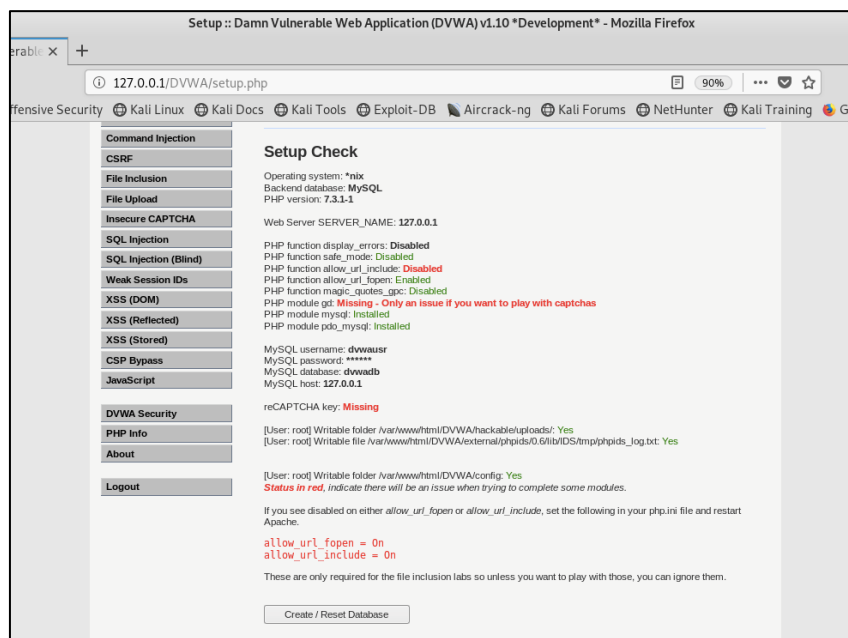 Setup :: Damn Vulnerable Web Application (DVWA) v1.10 *Development* - Mozilla Firefox
erable
127.0.0.1/DVWA/setup.php
90%
ffensive Security
Kali Linux
Kali Docs
Kali Tools
Exploit-DB
Aircrack-ng
Kali Forums
NetHunter
Kali Training
G
Command Injection
CSRF
File Inclusion
File Upload
Insecure CAPTCHA
SQL Injection
SQL Injection (Blind)
Weak Session IDs
XSS (DOM)
XSS (Reflected)
XSS (Stored)
CSP Bypass
JavaScript
DVWA Security
PHP Info
About
Logout
Setup Check
Operating system: *nix
Backend database: MySQL
PHP version: 7.3.1-1
Web Server SERVER_NAME: 127.0.0.1
PHP function display_errors: Disabled
PHP function safe_mode: Disabled
PHP function allow_url_include: Disabled
PHP function allow_url_fopen: Enabled
PHP function magic_quotes_gpc: Disabled
PHP module gd: Missing - Only an issue if you want to play with captchas
PHP module mysql: Installed
PHP module pdo_mysql: Installed
MySQL username: dvwausr
MySQL password: ******
MySQL database: dvwadb
MySQL host: 127.0.0.1
reCAPTCHA key: Missing
[User: root] Writable folder /var/www/html/DVWA/hackable/uploads/: Yes
[User: root] Writable file /var/www/html/DVWA/external/phpids/0.6/lib/IDS/tmp/phpids_log.txt: Yes
[User: root] Writable folder /var/www/html/DVWA/config: Yes
Status in red, indicate there will be an issue when trying to complete some modules.
If you see disabled on either allow_url_fopen or allow_url_include, set the following in your php.ini file and restart
Apache.
allow_url_fopen = On
allow_url_include = On
These are only required for the file inclusion labs so unless you want to play with those, you can ignore them.
Create / Reset Database